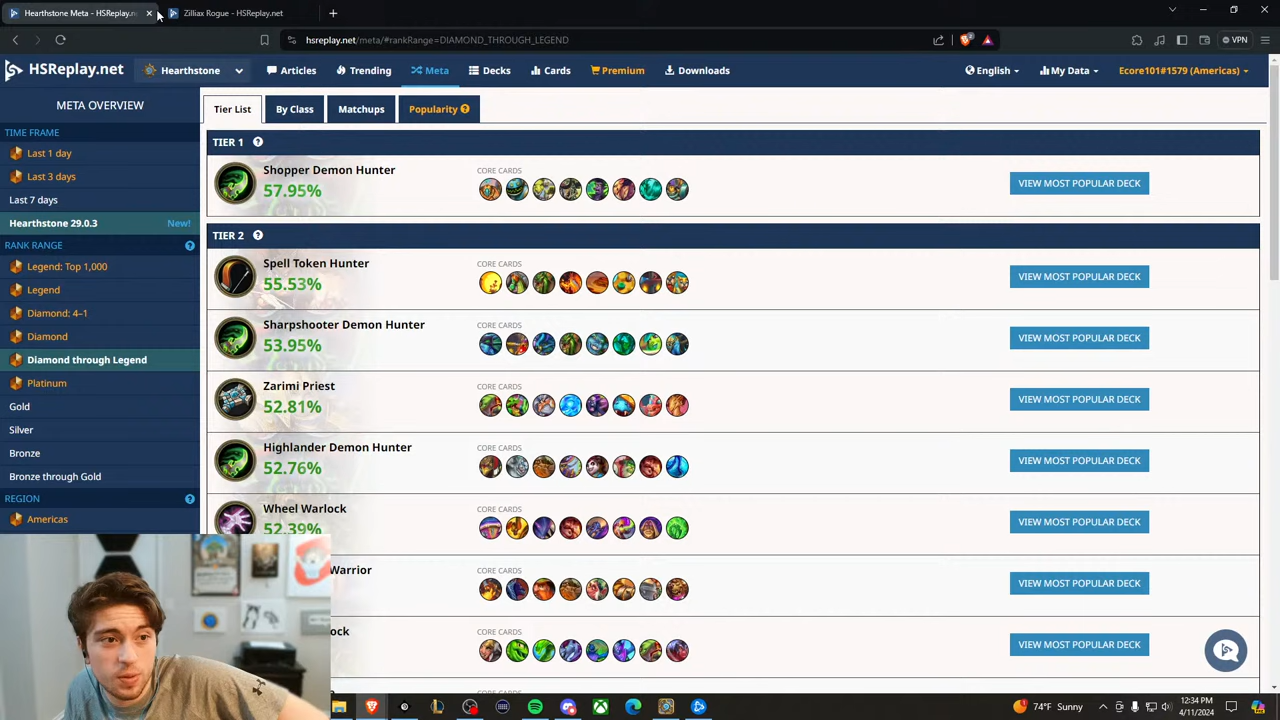 Hearthstone Meta - HSReplay.n
Zilliax Rogue - HSReplay.net
hsreplay.net/meta/#rankRange=DIAMOND_THROUGH_LEGEND
VPN
HSReplay.net
Hearthstone
Articles
Trending
Meta
Decks
Cards
Premium
Downloads
English
My Data
Ecore101#1579 (Americas)
META OVERVIEW
TIME FRAME
Last 1 day
Last 3 days
Last 7 days
Hearthstone 29.0.3 New!
RANK RANGE
Legend: Top 1,000
Legend
Diamond: 4–1
Diamond
Diamond through Legend
Platinum
Gold
Silver
Bronze
Bronze through Gold
REGION
Americas
Tier List
By Class
Matchups
Popularity
TIER 1
Shopper Demon Hunter
57.95%
CORE CARDS
VIEW MOST POPULAR DECK
TIER 2
Spell Token Hunter
55.53%
CORE CARDS
VIEW MOST POPULAR DECK
Sharpshooter Demon Hunter
53.95%
CORE CARDS
VIEW MOST POPULAR DECK
Zarimi Priest
52.81%
CORE CARDS
VIEW MOST POPULAR DECK
Highlander Demon Hunter
52.76%
CORE CARDS
VIEW MOST POPULAR DECK
Wheel Warlock
52.39%
CORE CARDS
VIEW MOST POPULAR DECK
Warrior
CORE CARDS
VIEW MOST POPULAR DECK
ock
CORE CARDS
VIEW MOST POPULAR DECK
74°F Sunny
12:34 PM
4/11/2024